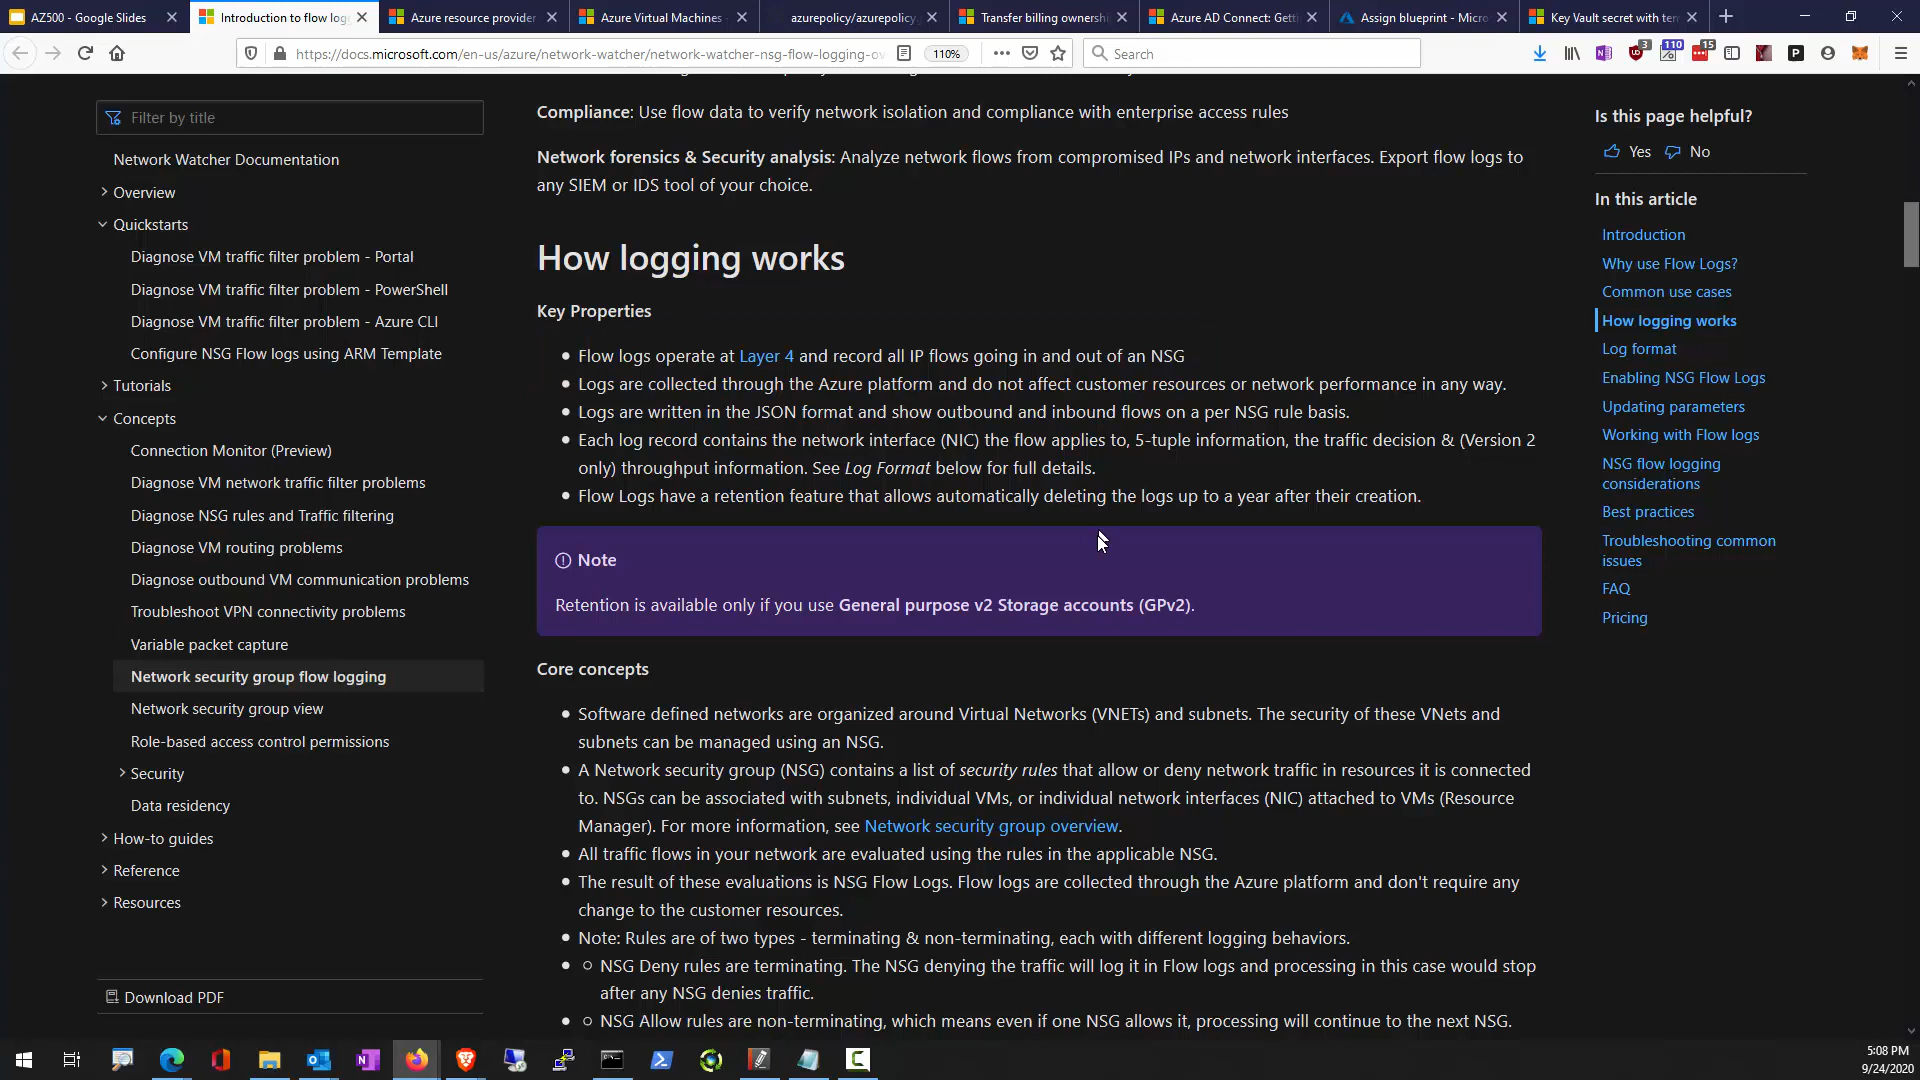 AZ500 - Google Slides
Introduction to flow log
Azure resource provider
Azure Virtual Machines
azurepolicy/azurepolicy.
Transfer billing ownersh
Azure AD Connect: Gett
Assign blueprint - Micro
Key Vault secret with ten
https://docs.microsoft.com/en-us/azure/network-watcher/network-watcher-nsg-flow-logging-ov
110%
Search
3
110
15
Filter by title
Network Watcher Documentation
Overview
Quickstarts
Diagnose VM traffic filter problem - Portal
Diagnose VM traffic filter problem - PowerShell
Diagnose VM traffic filter problem - Azure CLI
Configure NSG Flow logs using ARM Template
Tutorials
Concepts
Connection Monitor (Preview)
Diagnose VM network traffic filter problems
Diagnose NSG rules and Traffic filtering
Diagnose VM routing problems
Diagnose outbound VM communication problems
Troubleshoot VPN connectivity problems
Variable packet capture
Network security group flow logging
Network security group view
Role-based access control permissions
Security
Data residency
How-to guides
Reference
Resources
Download PDF
Compliance: Use flow data to verify network isolation and compliance with enterprise access rules
Network forensics & Security analysis: Analyze network flows from compromised IPs and network interfaces. Export flow logs to
any SIEM or IDS tool of your choice.
How logging works
Key Properties
• Flow logs operate at Layer 4 and record all IP flows going in and out of an NSG
• Logs are collected through the Azure platform and do not affect customer resources or network performance in any way.
• Logs are written in the JSON format and show outbound and inbound flows on a per NSG rule basis.
• Each log record contains the network interface (NIC) the flow applies to, 5-tuple information, the traffic decision & (Version 2
only) throughput information. See Log Format below for full details.
• Flow Logs have a retention feature that allows automatically deleting the logs up to a year after their creation.
Note
Retention is available only if you use General purpose v2 Storage accounts (GPv2).
Core concepts
• Software defined networks are organized around Virtual Networks (VNETs) and subnets. The security of these VNets and
subnets can be managed using an NSG.
• A Network security group (NSG) contains a list of security rules that allow or deny network traffic in resources it is connected
to. NSGs can be associated with subnets, individual VMs, or individual network interfaces (NIC) attached to VMs (Resource
Manager). For more information, see Network security group overview.
• All traffic flows in your network are evaluated using the rules in the applicable NSG.
• The result of these evaluations is NSG Flow Logs. Flow logs are collected through the Azure platform and don't require any
change to the customer resources.
• Note: Rules are of two types - terminating & non-terminating, each with different logging behaviors.
• ○ NSG Deny rules are terminating. The NSG denying the traffic will log it in Flow logs and processing in this case would stop
after any NSG denies traffic.
• ○ NSG Allow rules are non-terminating, which means even if one NSG allows it, processing will continue to the next NSG.
Is this page helpful?
Yes No
In this article
Introduction
Why use Flow Logs?
Common use cases
How logging works
Log format
Enabling NSG Flow Logs
Updating parameters
Working with Flow logs
NSG flow logging
considerations
Best practices
Troubleshooting common
issues
FAQ
Pricing
5:08 PM
9/24/2020